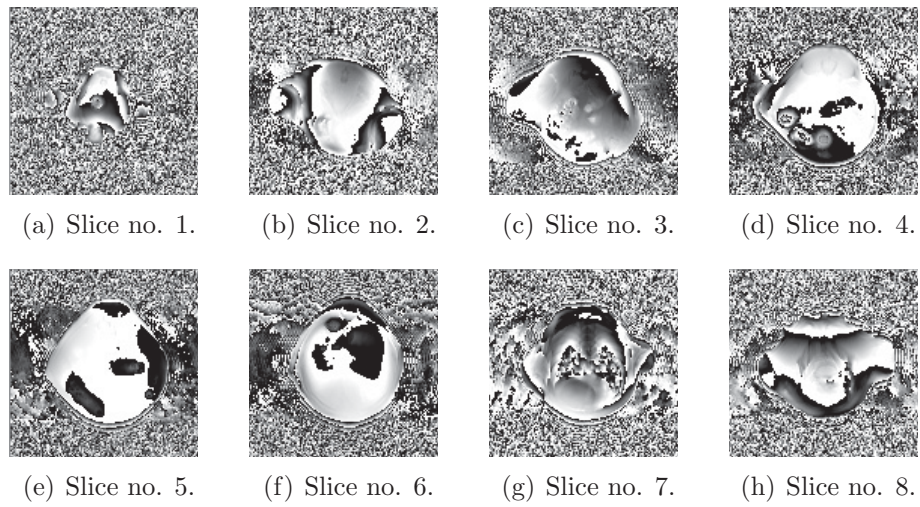 (a) Slice no. 1.
(b) Slice no. 2.
(c) Slice no. 3.
(d) Slice no. 4.
(e) Slice no. 5.
(f) Slice no. 6.
(g) Slice no. 7.
(h) Slice no. 8.